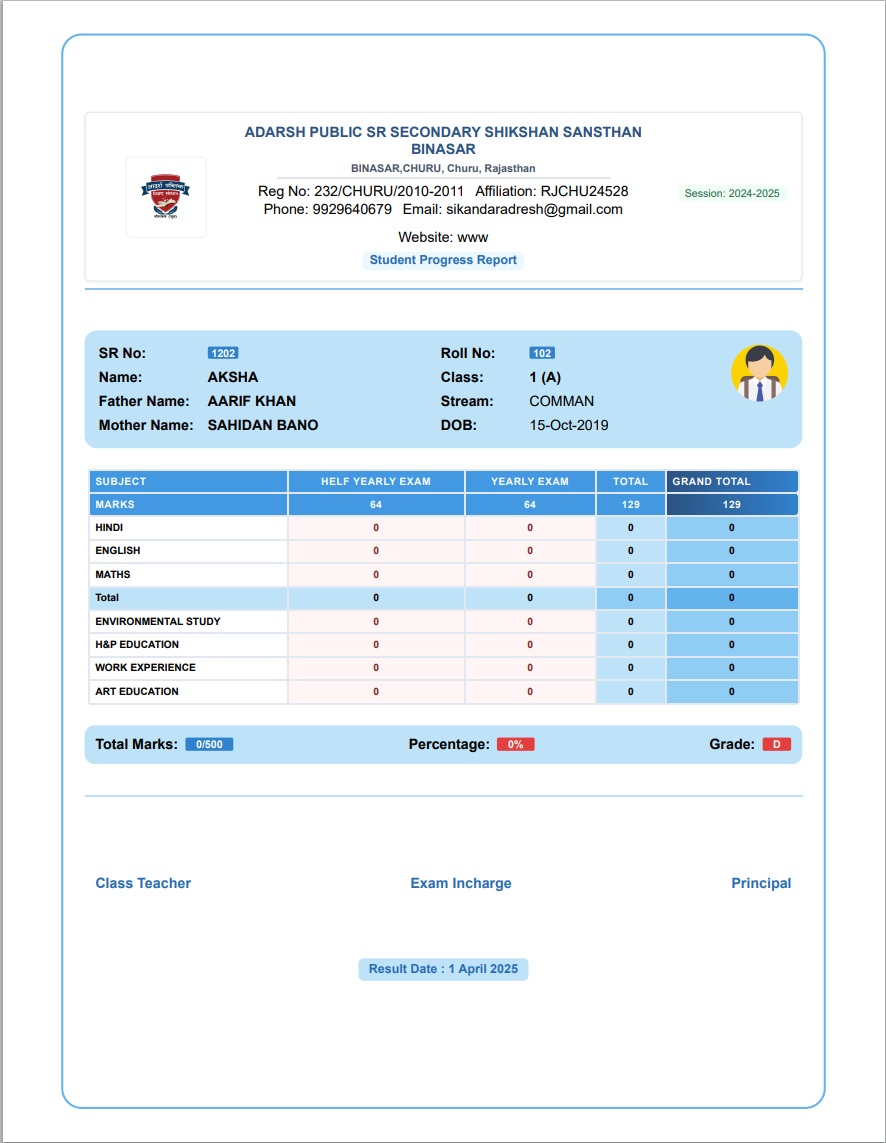 ADARSH PUBLIC SR SECONDARY SHIKSHAN SANSTHAN
BINASAR
BINASAR,CHURU, Churu, Rajasthan
Reg No: 232/CHURU/2010-2011 Affiliation: RJCHU24528
Phone: 9929640679 Email: sikandaradresh@gmail.com
Website: www
Student Progress Report
Session: 2024-2025
SR No: 1202 Roll No: 102
Name: AKSHA Class: 1 (A)
Father Name: AARIF KHAN Stream: COMMAN
Mother Name: SAHIDAN BANO DOB: 15-Oct-2019
SUBJECT HELF YEARLY EXAM YEARLY EXAM TOTAL GRAND TOTAL
MARKS 64 64 129 129
HINDI 0 0 0 0
ENGLISH 0 0 0 0
MATHS 0 0 0 0
Total 0 0 0 0
ENVIRONMENTAL STUDY 0 0 0 0
H&P EDUCATION 0 0 0 0
WORK EXPERIENCE 0 0 0 0
ART EDUCATION 0 0 0 0
Total Marks: 0/500 Percentage: 0% Grade: D
Class Teacher Exam Incharge Principal
Result Date : 1 April 2025